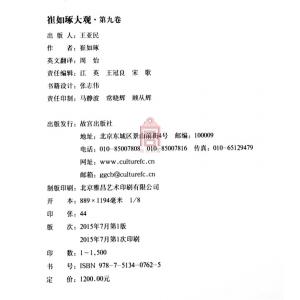 崔如琢大观·第九卷
出 版 人：王亚民
作 者：崔如琢
英文翻译：周 怡
责任编辑：江 英 王冠良 宋 歌
书籍设计：张志伟
责任印制：马静波 常晓辉 顾从辉
出版发行：故宫出版社
地址：北京东城区景山前街4号 邮编：100009
电话：010-85007808 010-85007816 传真：010-65129479
网址：www.culturefc.cn
邮箱：ggcb@culturefc.cn
制版印刷：北京雅昌艺术印刷有限公司
开 本：889×1194毫米 1/8
印 张：44
版 次：2015年7月第1版
2015年7月第1次印刷
印 数：1~1,500
书 号：ISBN 978-7-5134-0762-5
定 价：1200.00元